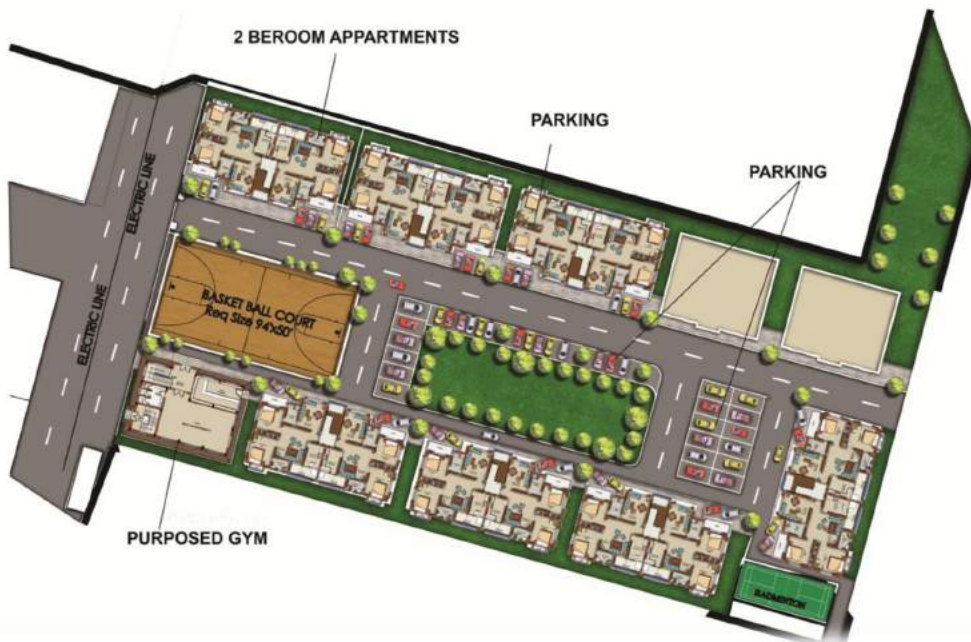 2 BEROOM APPARTMENTS
PARKING
PARKING
ELECTRIC LINE
ELECTRIC LINE
BASKET BALL COURT
Req Size 94'x50'
PURPOSED GYM
BADMINTON